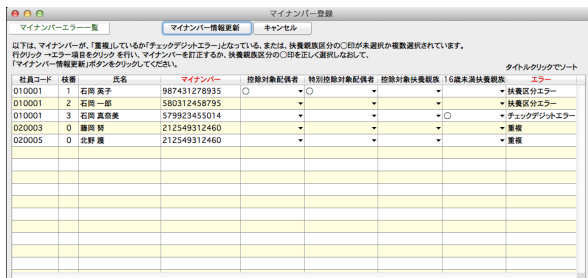 マイナンバー登録
マイナンバーエラー一覧 マイナンバー情報更新 キャンセル
以下は、マイナンバーが、「重複」しているか「チェックデジットエラー」となっている、または、扶養親族区分の〇印が未選択か複数選択されています。
行クリック →エラー項目をクリック を行い、マイナンバーを訂正するか、扶養親族区分の〇印を正しく選択しなおして、
「マイナンバー情報更新」ボタンをクリックしてください。 タイトルクリックでソート
社員コード 枝番 氏名 マイナンバー 控除対象配偶者 特別控除対象配偶者 控除対象扶養親族 16歳未満扶養親族 エラー
010001 1 石岡 英子 987431278935 〇 〇 扶養区分エラー
010001 2 石岡 一郎 580312458795 扶養区分エラー
010001 3 石岡 真奈美 579923455014 〇 チェックデジットエラー
020003 0 藤岡 努 212549312460 重複
020005 0 北野 護 212549312460 重複